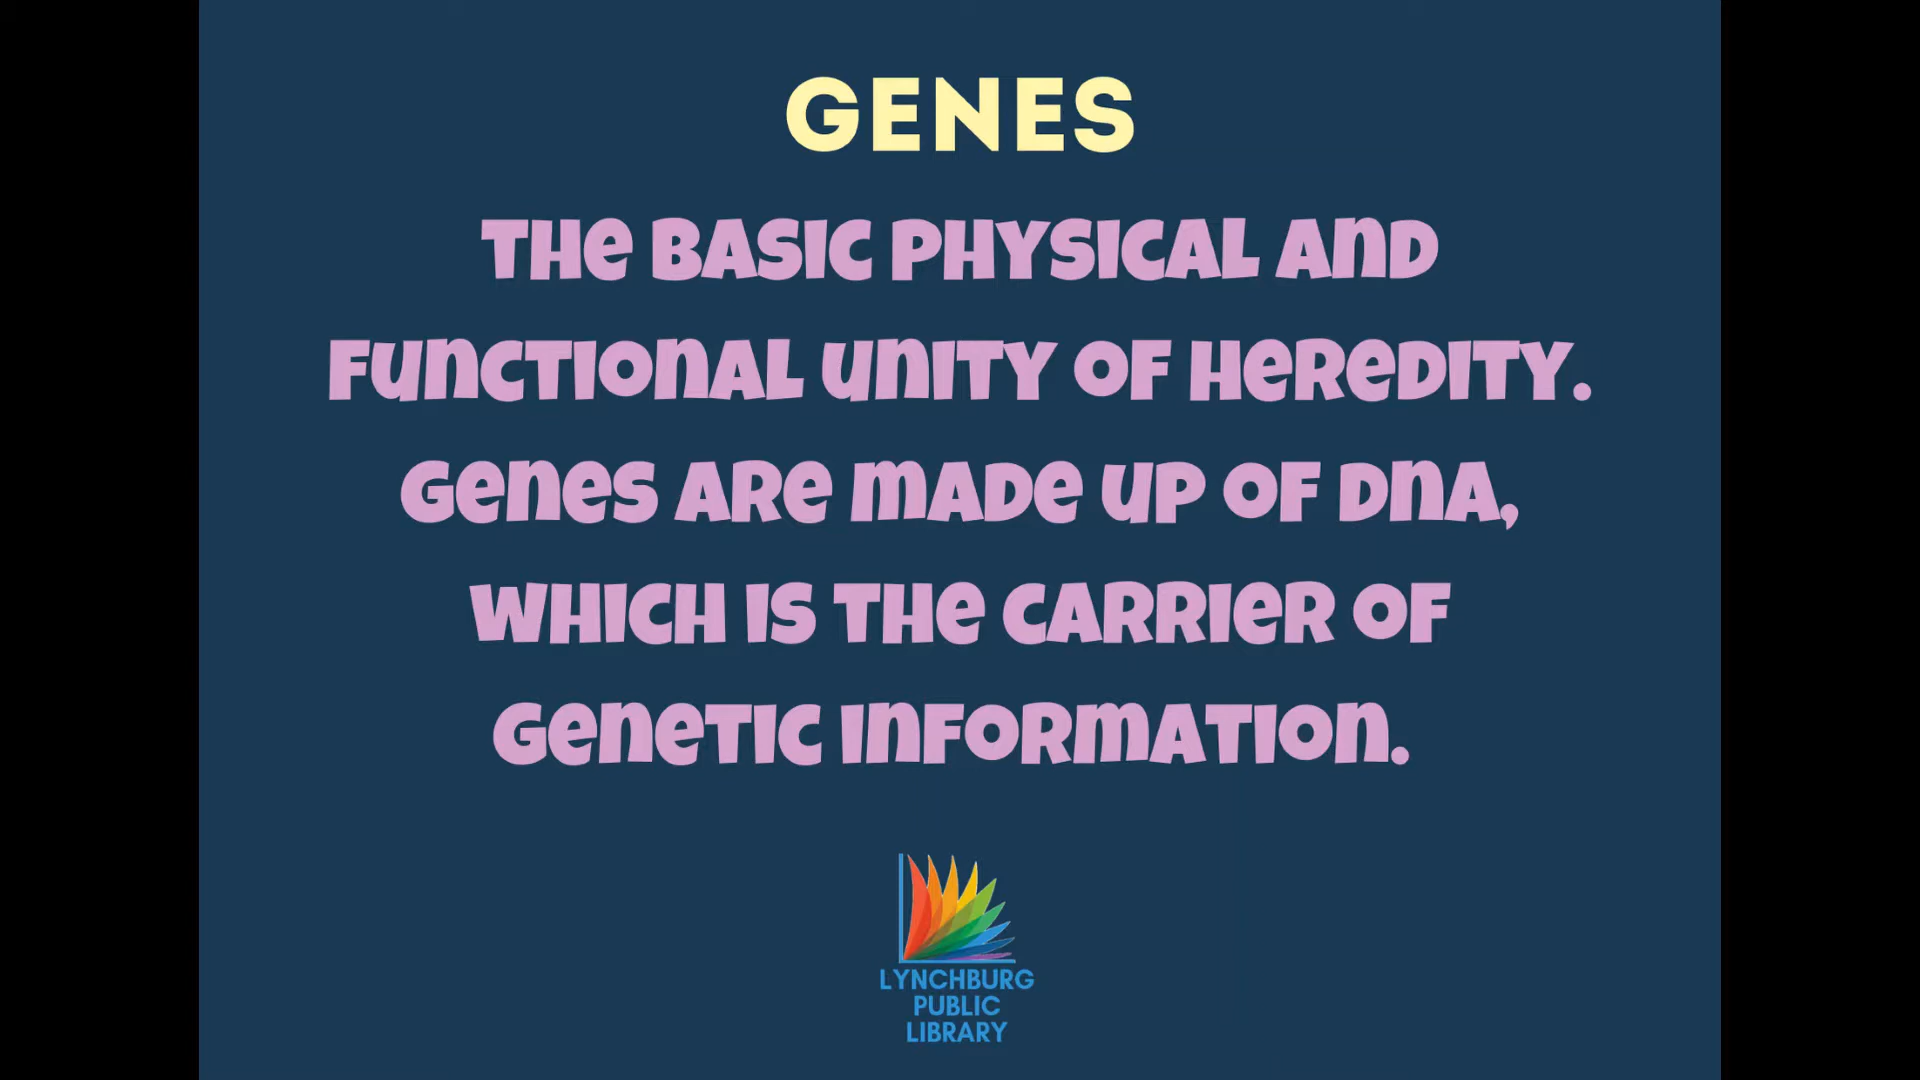 GENES
THE BASIC PHYSICAL AND
FUNCTIONAL UNITY OF HEREDITY.
GENES ARE MADE UP OF DNA,
WHICH IS THE CARRIER OF
GENETIC INFORMATION.
LYNCHBURG
PUBLIC
LIBRARY